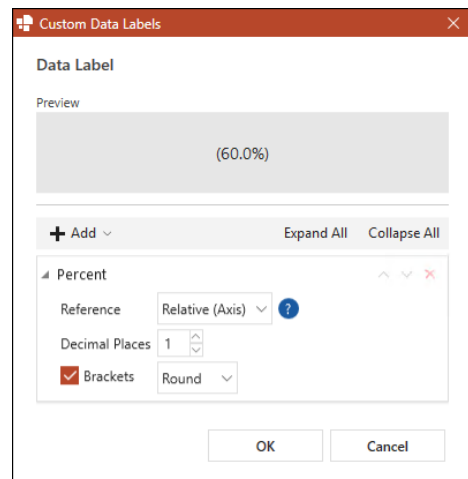 Custom Data Labels
Data Label
Preview
(60.0%)
Add Expand All Collapse All
Percent
Reference Relative (Axis) ?
Decimal Places 1
Brackets Round
OK Cancel